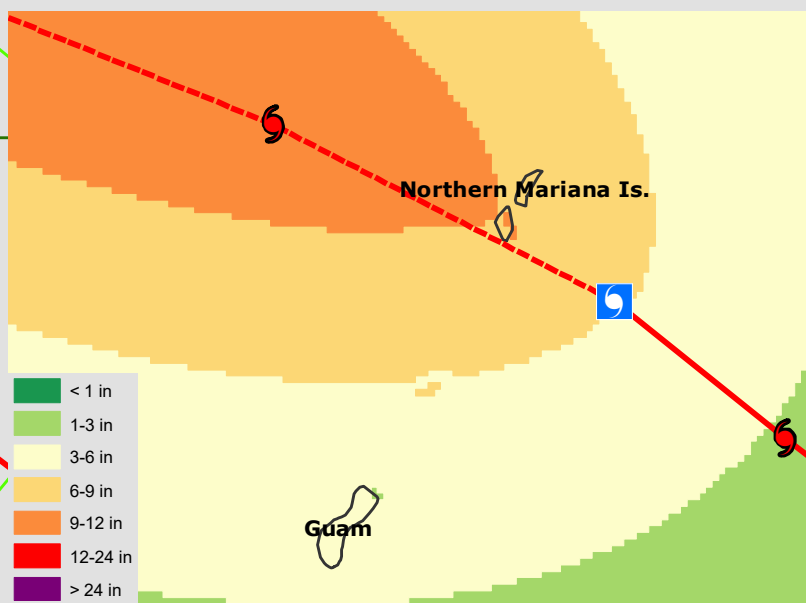 Northern Mariana Is.
Guam
< 1 in
1-3 in
3-6 in
6-9 in
9-12 in
12-24 in
> 24 in